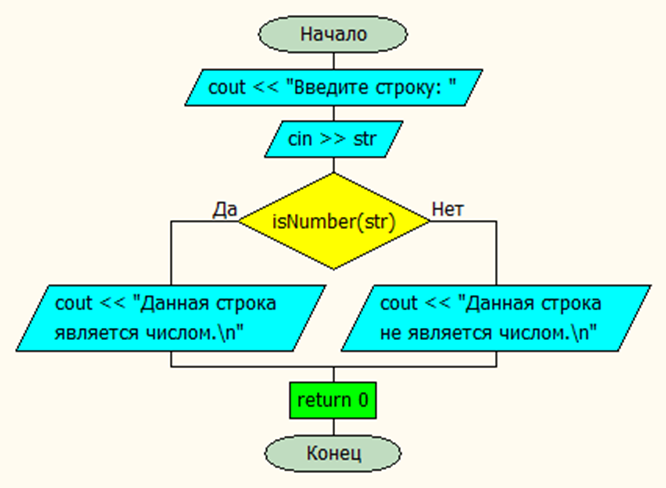 Начало
cout << "Введите строку: "
cin >> str
Да
Нет
isNumber(str)
cout << "Данная строка
является числом.\n"
cout << "Данная строка
не является числом.\n"
return 0
Конец